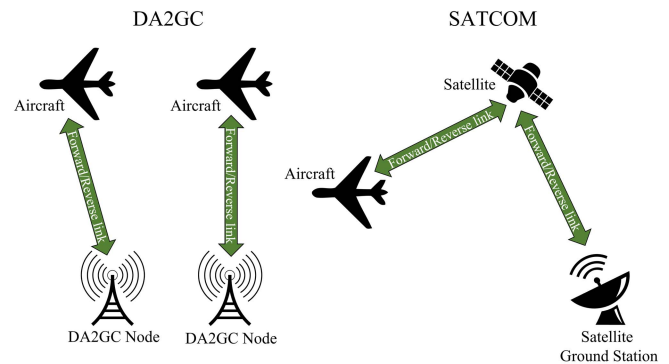 DA2GC
SATCOM
Aircraft
Aircraft
Satellite
Forward/Reverse link
Forward/Reverse link
Forward/Reverse link
Forward/Reverse link
Aircraft
DA2GC Node
DA2GC Node
Satellite
Ground Station